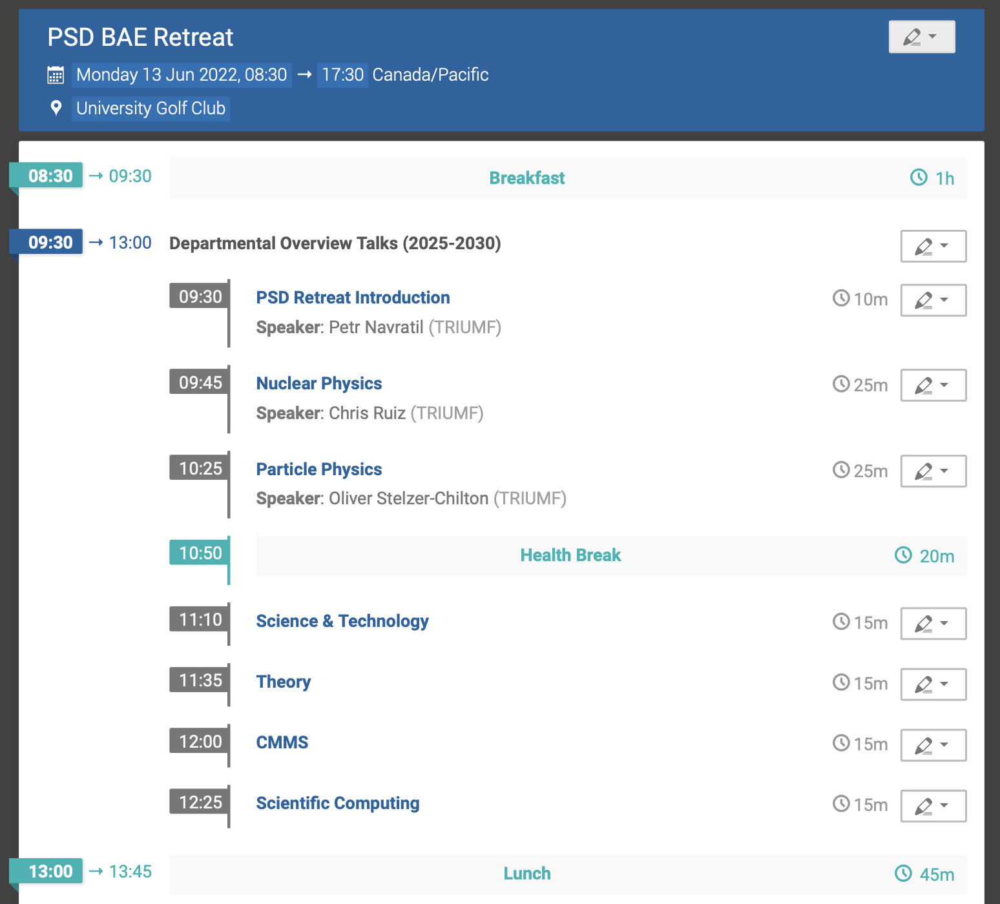 PSD BAE Retreat
Monday 13 Jun 2022, 08:30 → 17:30 Canada/Pacific
University Golf Club
08:30 → 09:30 Breakfast 1h
09:30 → 13:00 Departmental Overview Talks (2025-2030)
09:30 PSD Retreat Introduction 10m
Speaker: Petr Navratil (TRIUMF)
09:45 Nuclear Physics 25m
Speaker: Chris Ruiz (TRIUMF)
10:25 Particle Physics 25m
Speaker: Oliver Stelzer-Chilton (TRIUMF)
10:50 Health Break 20m
11:10 Science & Technology 15m
11:35 Theory 15m
12:00 CMMS 15m
12:25 Scientific Computing 15m
13:00 → 13:45 Lunch 45m